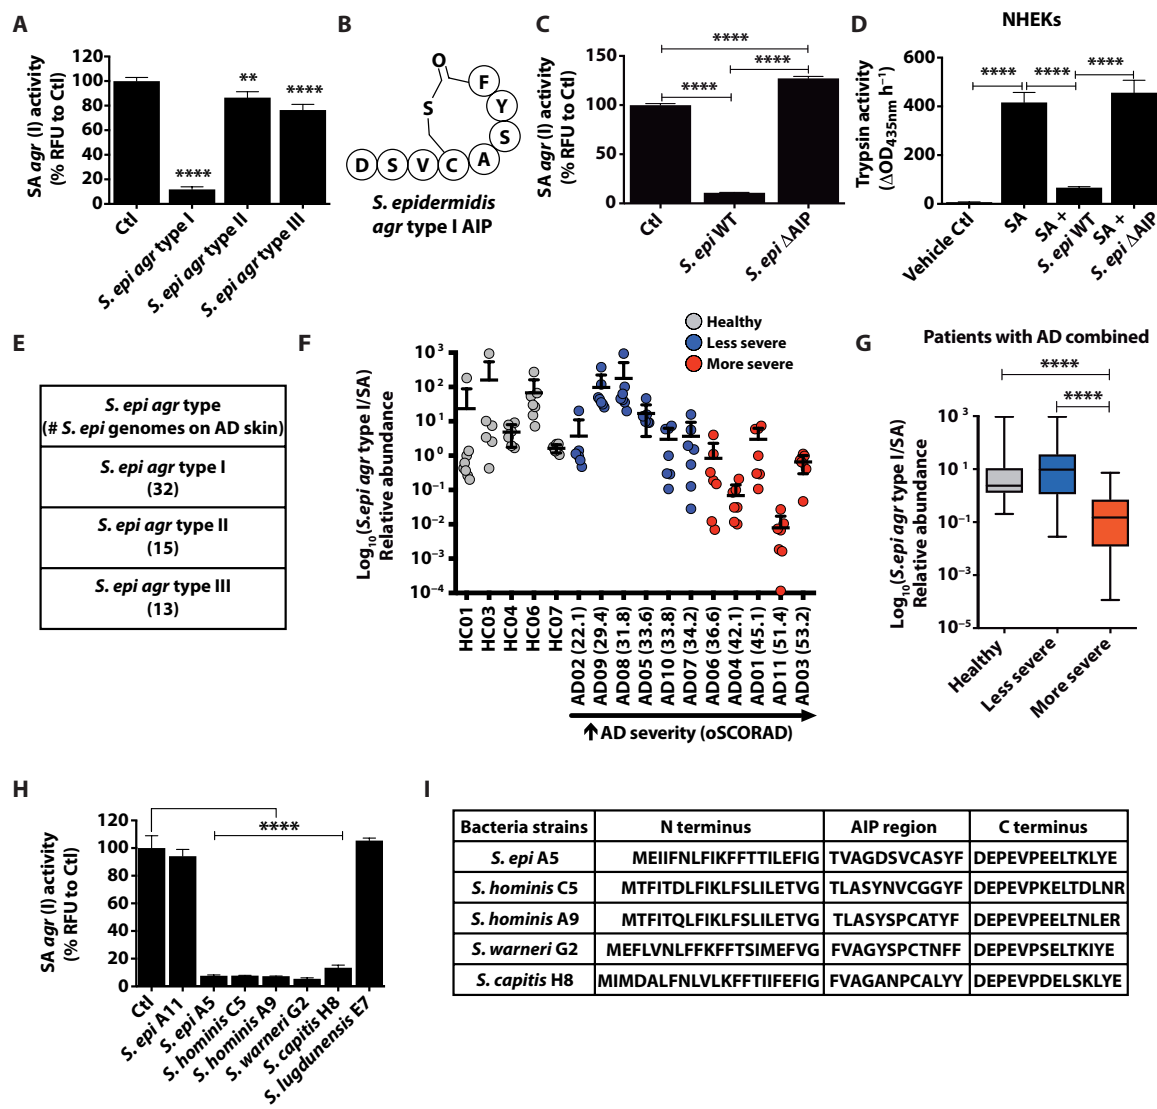 A
SA agr (I) activity
(% RFU to Ctl)
120
100
80
60
40
20
0
****
**
****
Ctl
S. epi agr type I
S. epi agr type II
S. epi agr type III
B
O
S
F
Y
S
A
C
V
S
D
S. epidermidis
agr type I AIP
C
SA agr (I) activity
(% RFU to Ctl)
150
100
50
0
****
****
****
Ctl
S. epi WT
S. epi ΔAIP
D
NHEKs
Trypsin activity
(ΔOD435nm h⁻¹)
600
400
200
0
****
****
****
Vehicle Ctl
SA
SA +
S. epi WT
SA +
S. epi ΔAIP
E
S. epi agr type
(# S. epi genomes on AD skin)
S. epi agr type I
(32)
S. epi agr type II
(15)
S. epi agr type III
(13)
F
Healthy
Less severe
More severe
Log₁₀(S.epi agr type I/SA)
Relative abundance
10³
10²
10¹
10⁰
10⁻¹
10⁻²
10⁻³
10⁻⁴
HC01
HC03
HC04
HC06
HC07
AD02 (22.1)
AD09 (29.4)
AD08 (31.8)
AD05 (33.6)
AD10 (33.8)
AD07 (34.2)
AD06 (36.6)
AD04 (42.1)
AD01 (45.1)
AD11 (51.4)
AD03 (53.2)
↑AD severity (oSCORAD)
G
Patients with AD combined
Log₁₀(S.epi agr type I/SA)
Relative abundance
****
****
10³
10¹
10⁻¹
10⁻³
10⁻⁵
Healthy
Less severe
More severe
H
SA agr (I) activity
(% RFU to Ctl)
120
100
80
60
40
20
0
****
Ctl
S. epi A11
S. epi A5
S. hominis C5
S. hominis A9
S. warneri G2
S. capitis H8
S. lugdunensis E7
I
Bacteria strains N terminus AIP region C terminus
S. epi A5 MEIIFNLFIKFFTTILEFIG TVAGDSVCASYF DEPEVPEELTKLYE
S. hominis C5 MTFITDLFIKLFSLILETVG TLASYNVCGGYF DEPEVPKELTDLNR
S. hominis A9 MTFITQLFIKLFSLILETVG TLASYSPCATYF DEPEVPEELTNLER
S. warneri G2 MEFLVNLFFKFFTSIMEFVG FVAGYSPCTNFF DEPEVPSELTKIYE
S. capitis H8 MIMDALFNLVLKFFTIIFEFIG FVAGANPCALYY DEPEVPDELSKLYE